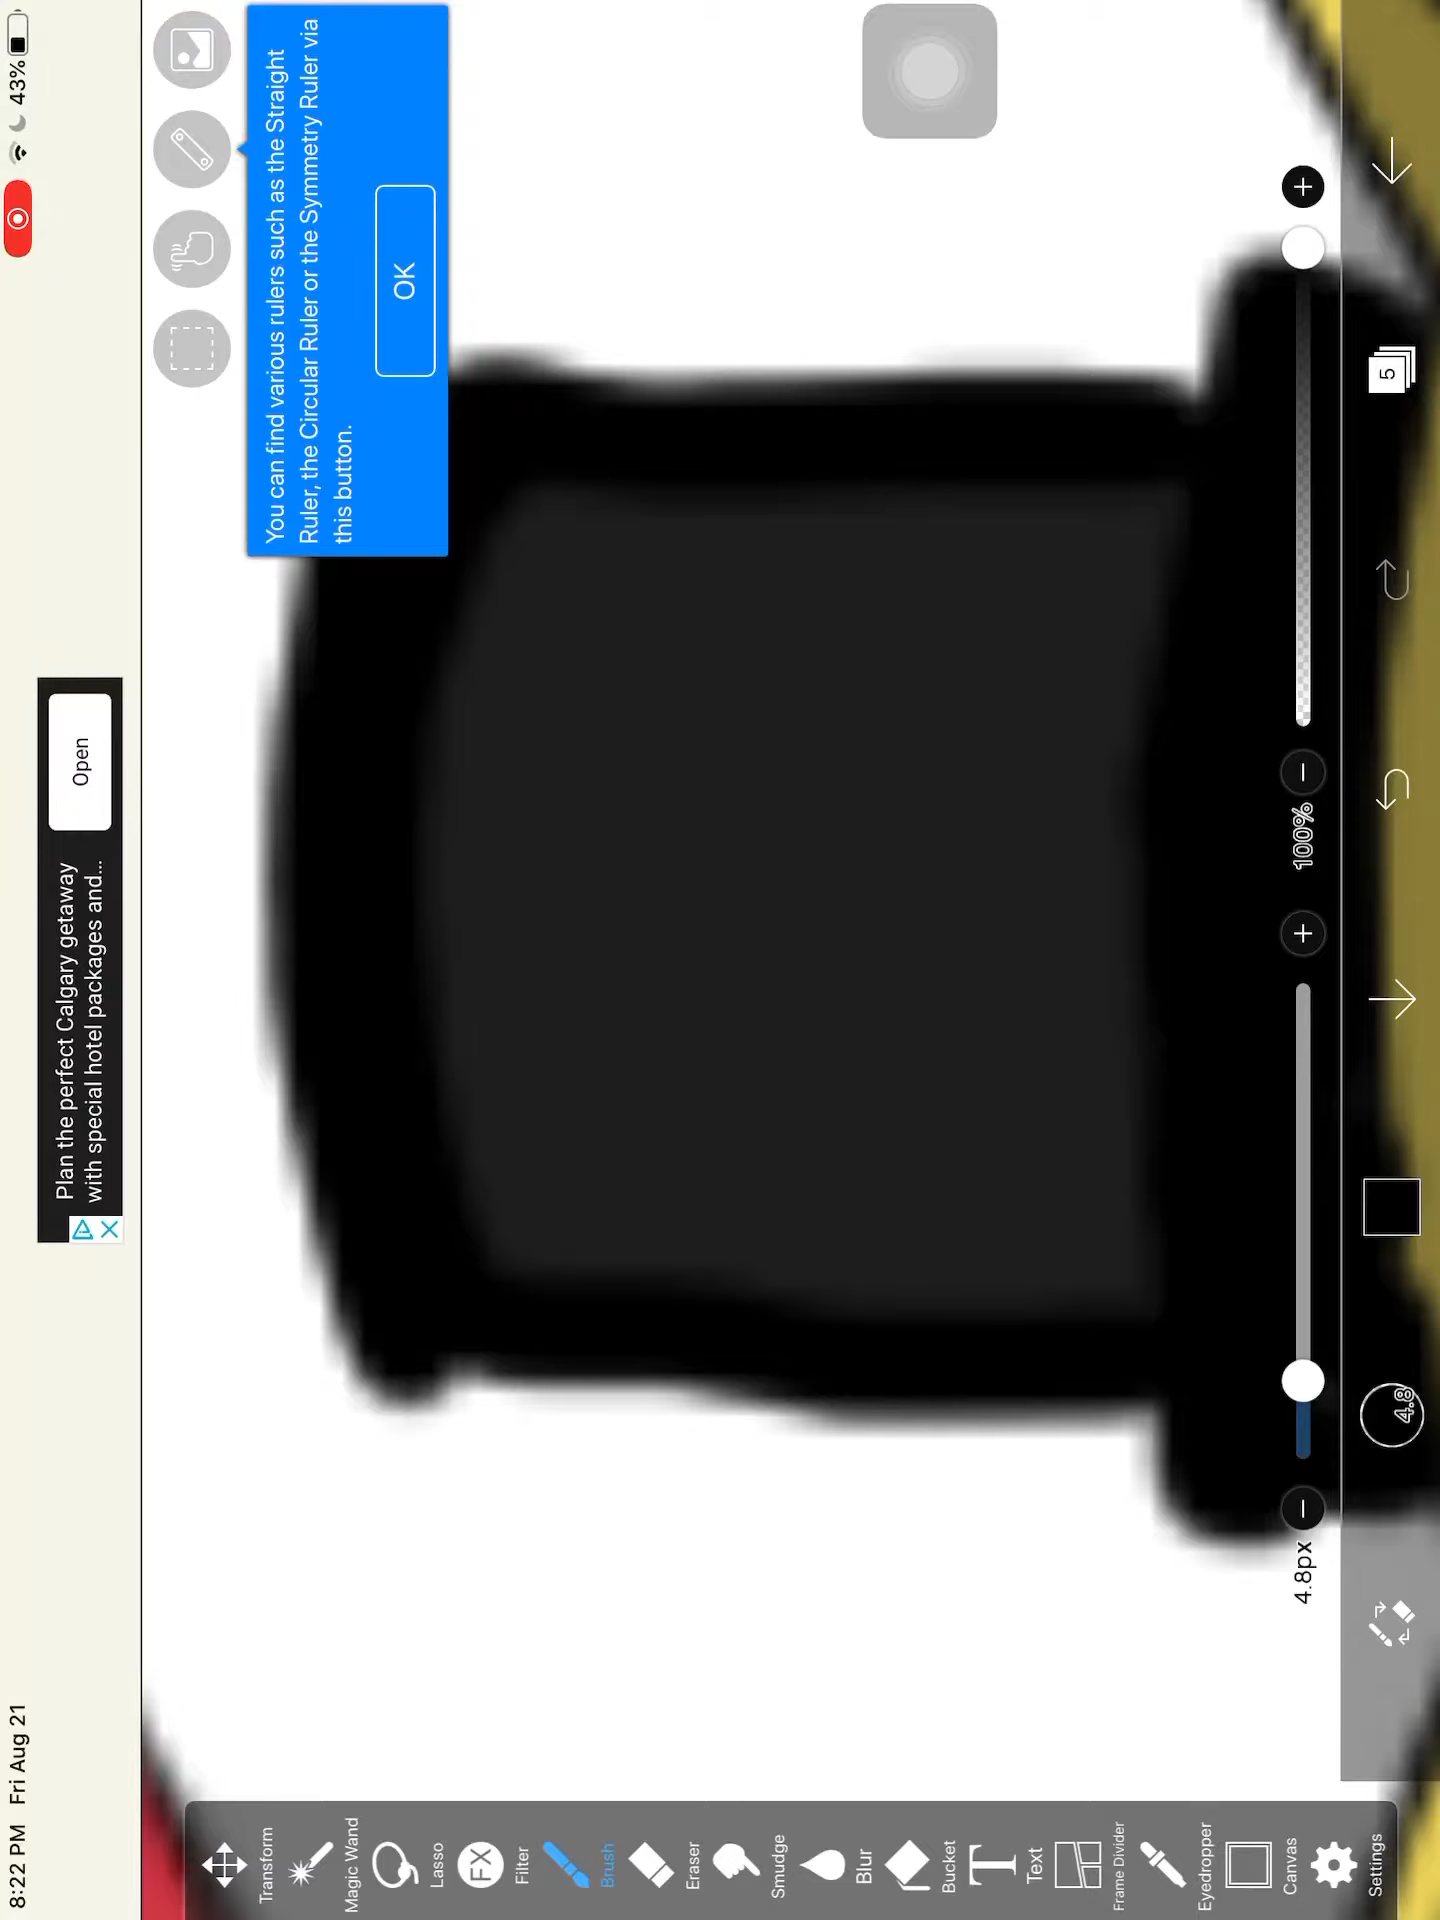 8:22 PM Fri Aug 21
43%
Plan the perfect Calgary getaway
with special hotel packages and...
Open
You can find various rulers such as the Straight
Ruler, the Circular Ruler or the Symmetry Ruler via
this button.
OK
Transform
Magic Wand
Lasso
FX
Filter
Brush
Eraser
Smudge
Blur
Bucket
T
Text
Frame Divider
Eyedropper
Canvas
Settings
4.8px
100%
4.8
5